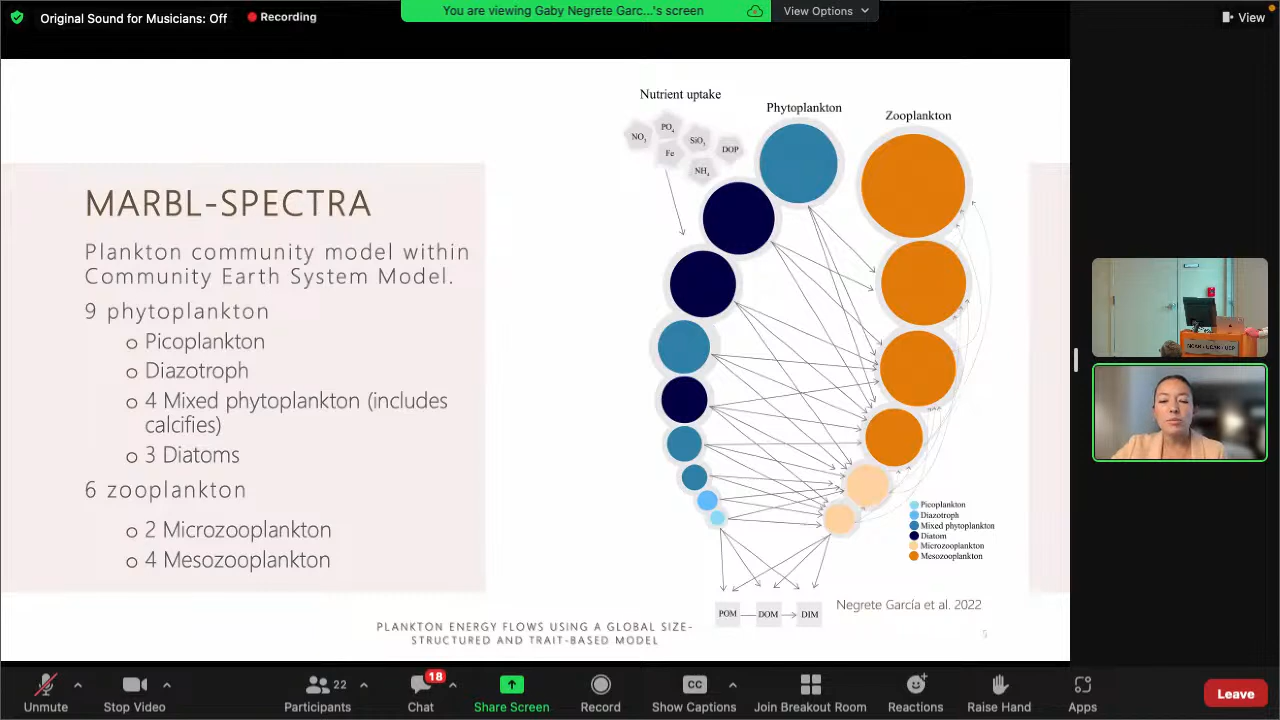 Original Sound for Musicians: Off
Recording
You are viewing Gaby Negrete Garc...'s screen
View Options
View
MARBL-SPECTRA
Plankton community model within
Community Earth System Model.
9 phytoplankton
o Picoplankton
o Diazotroph
o 4 Mixed phytoplankton (includes
calcifies)
o 3 Diatoms
6 zooplankton
o 2 Microzooplankton
o 4 Mesozooplankton
Nutrient uptake
Phytoplankton
Zooplankton
NO3
PO4
SiO3
DOP
Fe
NH4
Picoplankton
Diazotroph
Mixed phytoplankton
Diatom
Microzooplankton
Mesozooplankton
POM
DOM
DIM
Negrete García et al. 2022
PLANKTON ENERGY FLOWS USING A GLOBAL SIZE-
STRUCTURED AND TRAIT-BASED MODEL
5
NCAR · UCAR · UCP
Unmute
Stop Video
22
Participants
18
Chat
Share Screen
Record
CC
Show Captions
Join Breakout Room
Reactions
Raise Hand
Apps
Leave